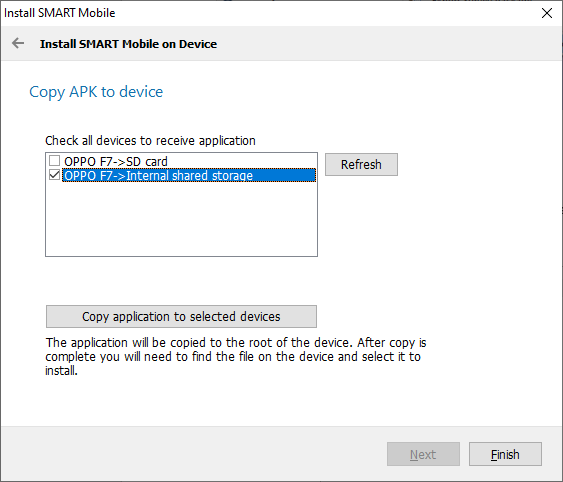 Install SMART Mobile
Install SMART Mobile on Device
Copy APK to device
Check all devices to receive application
OPPO F7->SD card
OPPO F7->Internal shared storage
Refresh
Copy application to selected devices
The application will be copied to the root of the device. After copy is
complete you will need to find the file on the device and select it to
install.
Next
Finish